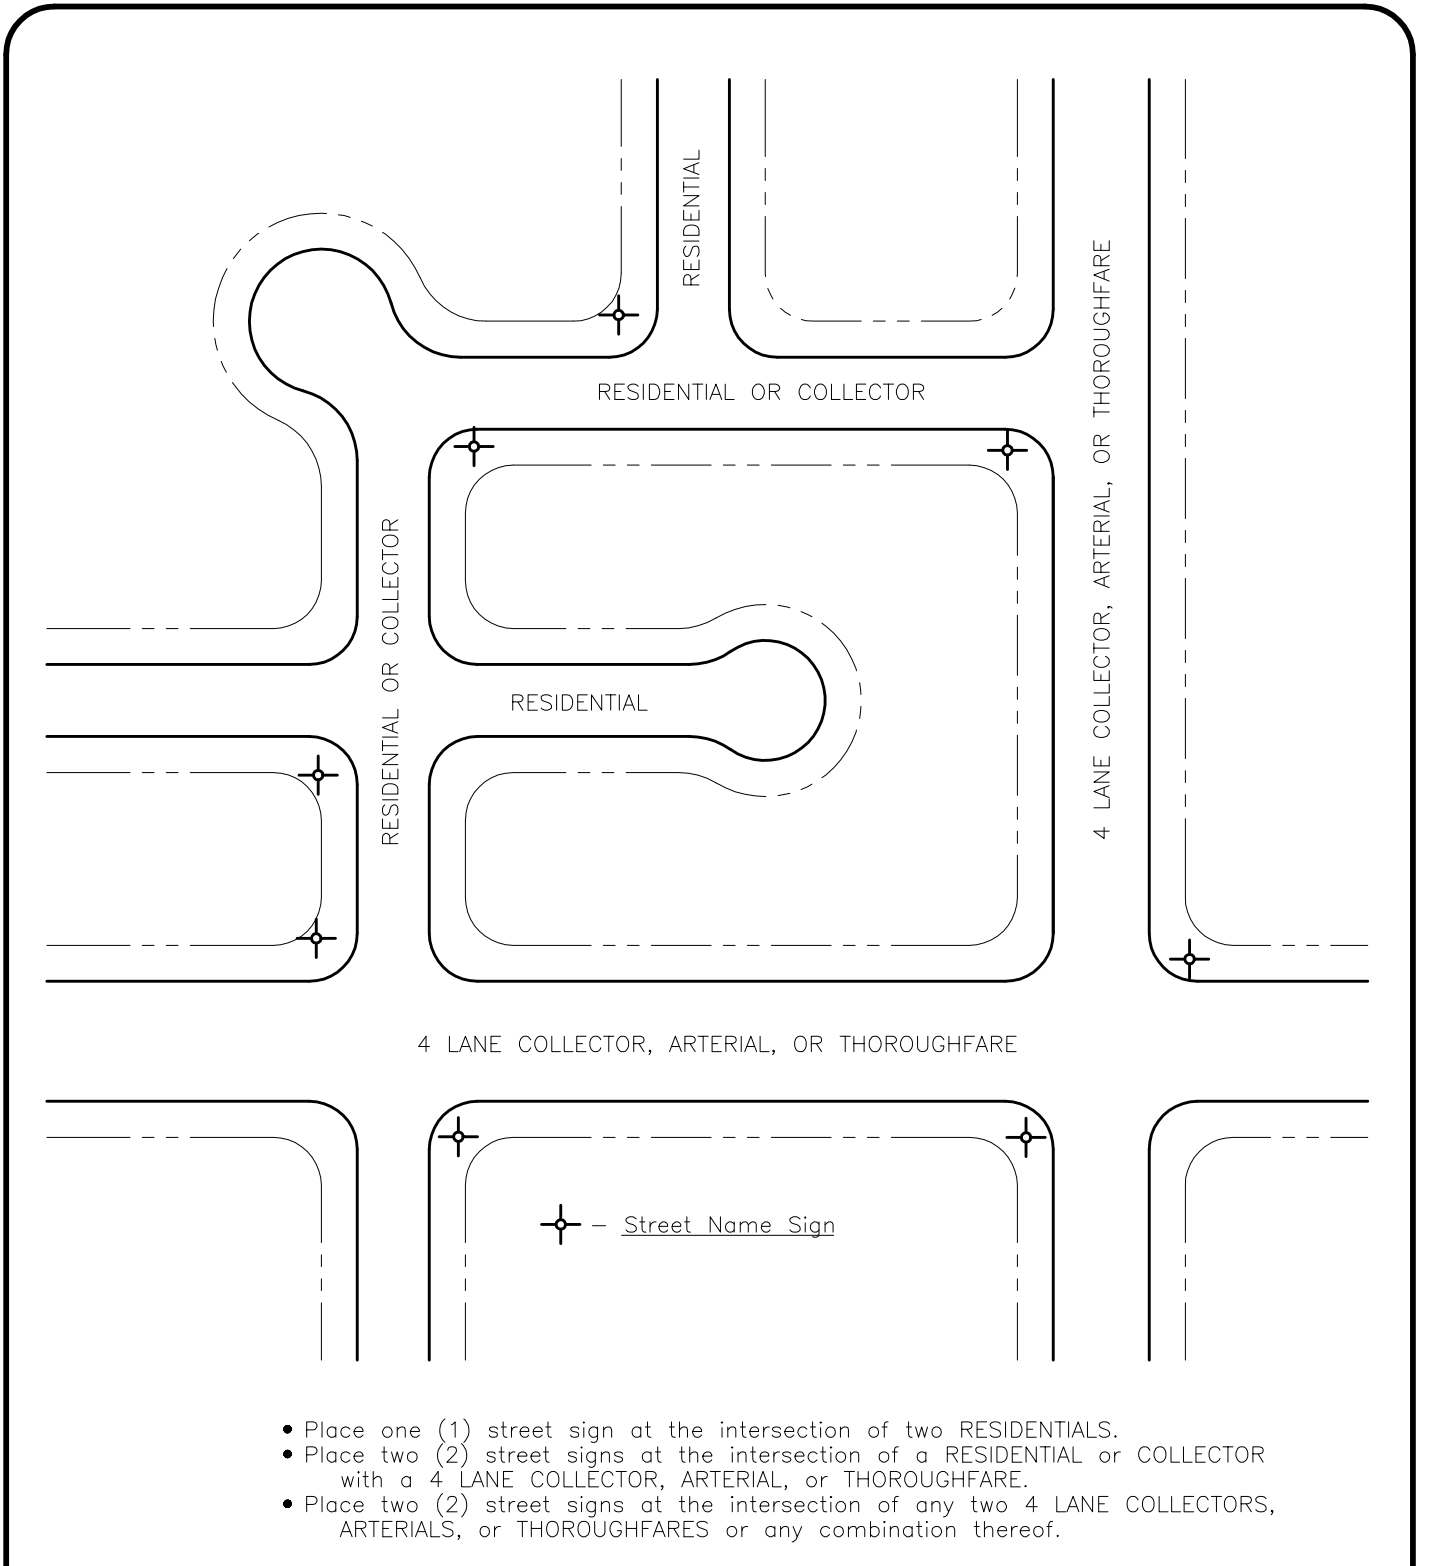 RESIDENTIAL
4 LANE COLLECTOR, ARTERIAL, OR THOROUGHFARE
RESIDENTIAL OR COLLECTOR
RESIDENTIAL OR COLLECTOR
RESIDENTIAL
4 LANE COLLECTOR, ARTERIAL, OR THOROUGHFARE
– Street Name Sign
• Place one (1) street sign at the intersection of two RESIDENTIALS.
• Place two (2) street signs at the intersection of a RESIDENTIAL or COLLECTOR
with a 4 LANE COLLECTOR, ARTERIAL, or THOROUGHFARE.
• Place two (2) street signs at the intersection of any two 4 LANE COLLECTORS,
ARTERIALS, or THOROUGHFARES or any combination thereof.